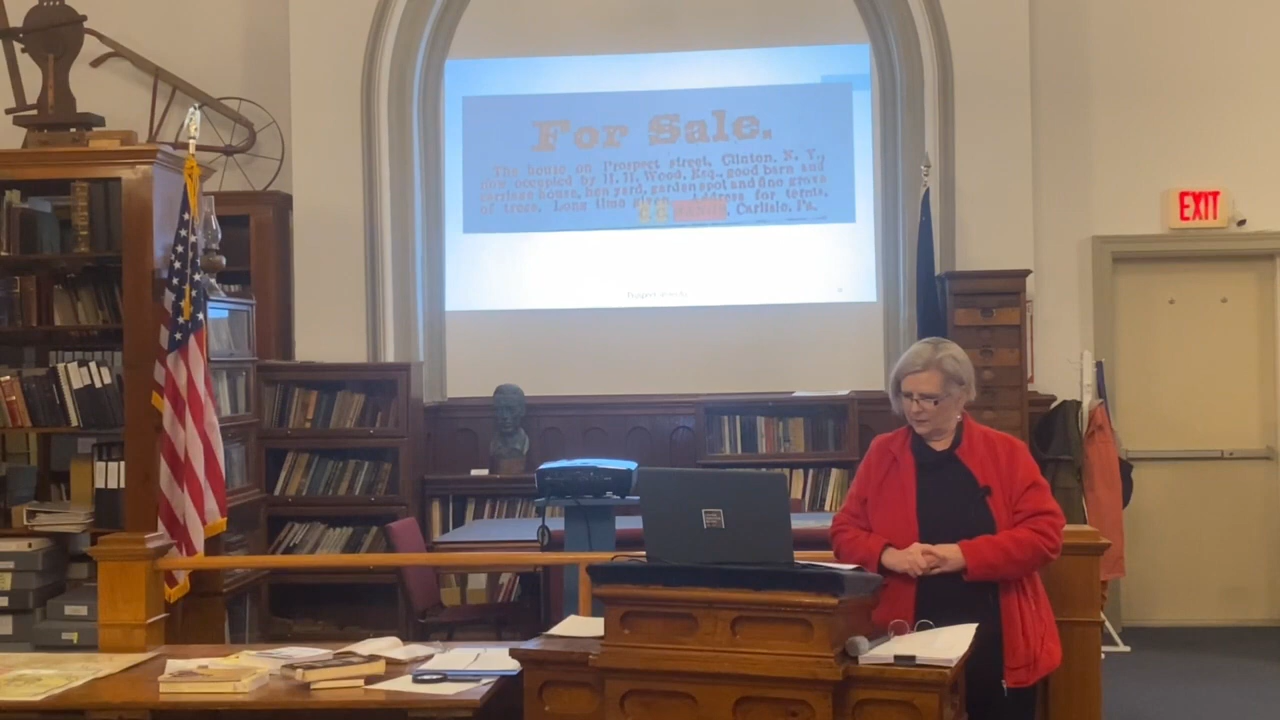 For Sale.
The house on Prospect street, Clinton, N. Y.,
now occupied by H. H. Wood, Esq., good barn and
carriage house, hen yard, garden spot and fine grove
of trees. Long time given. Address for terms,
Carlisle, Pa.
EXIT